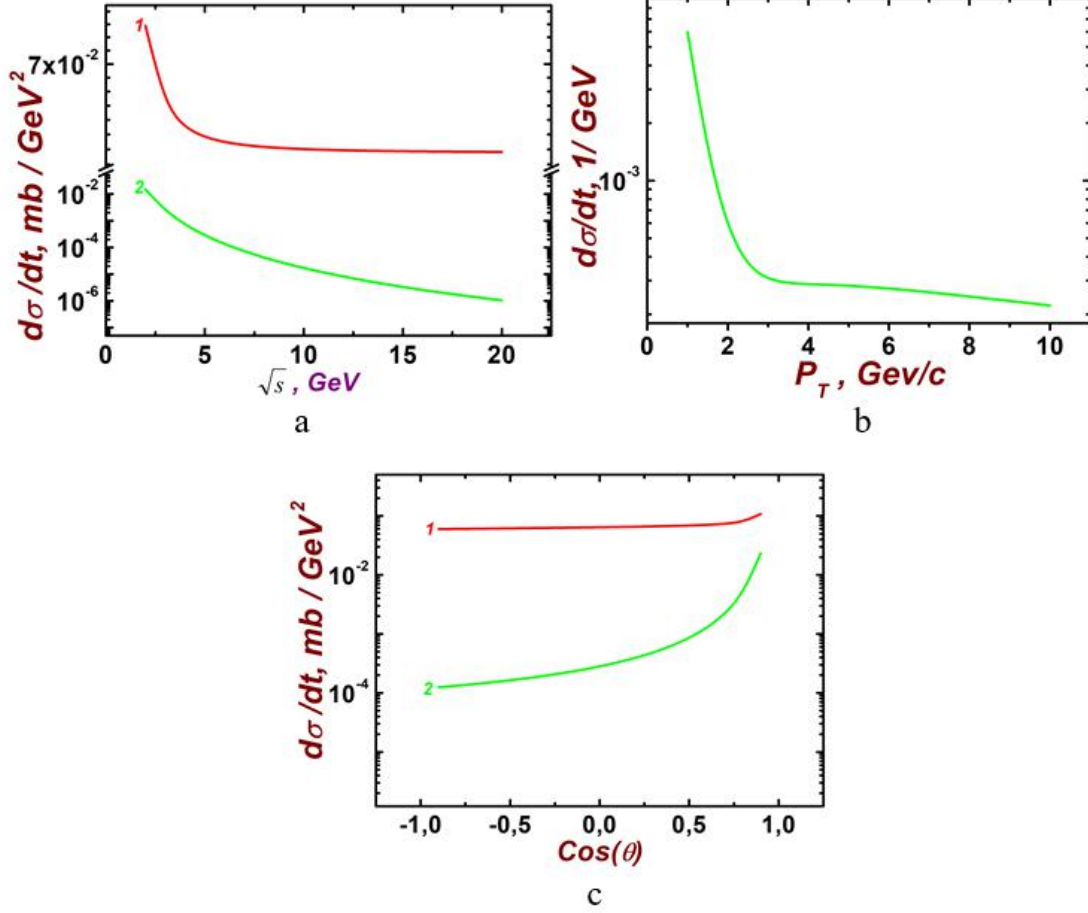 dσ/dt, mb / GeV²
1
7x10⁻²
2
10⁻²
10⁻⁴
10⁻⁶
0 5 10 15 20
√s , GeV
a
dσ/dt, 1/ GeV
10⁻³
0 2 4 6 8 10
P_T , Gev/c
b
dσ/dt, mb / GeV²
1
10⁻²
2
10⁻⁴
-1,0 -0,5 0,0 0,5 1,0
Cos(θ)
c